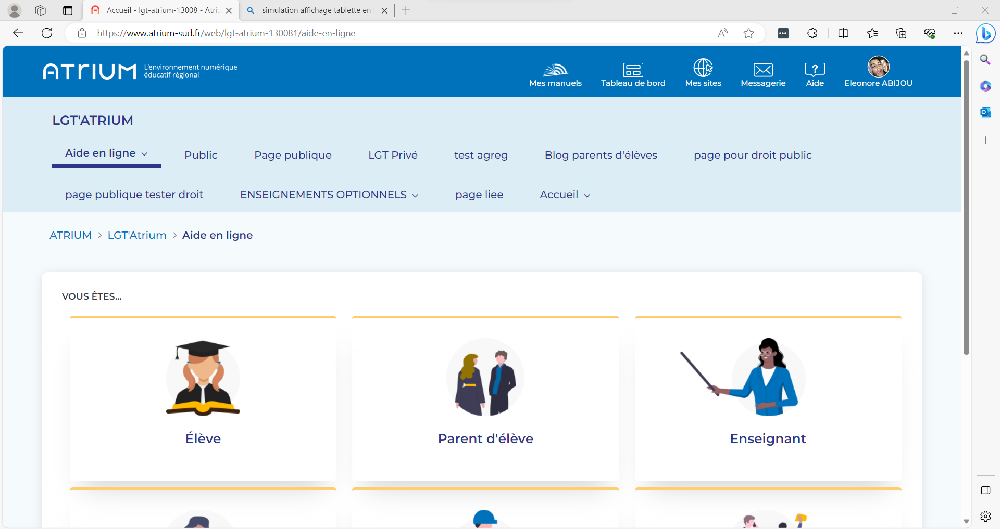 Accueil - lgt-atrium-13008 - Atri
simulation affichage tablette en
https://www.atrium-sud.fr/web/lgt-atrium-130081/aide-en-ligne
ATRIUM
L'environnement numérique
éducatif régional
Mes manuels
Tableau de bord
Mes sites
Messagerie
Aide
Eleonore ABIJOU
LGT'ATRIUM
Aide en ligne
Public
Page publique
LGT Privé
test agreg
Blog parents d'élèves
page pour droit public
page publique tester droit
ENSEIGNEMENTS OPTIONNELS
page liee
Accueil
ATRIUM > LGT'Atrium > Aide en ligne
VOUS ÊTES...
Élève
Parent d'élève
Enseignant